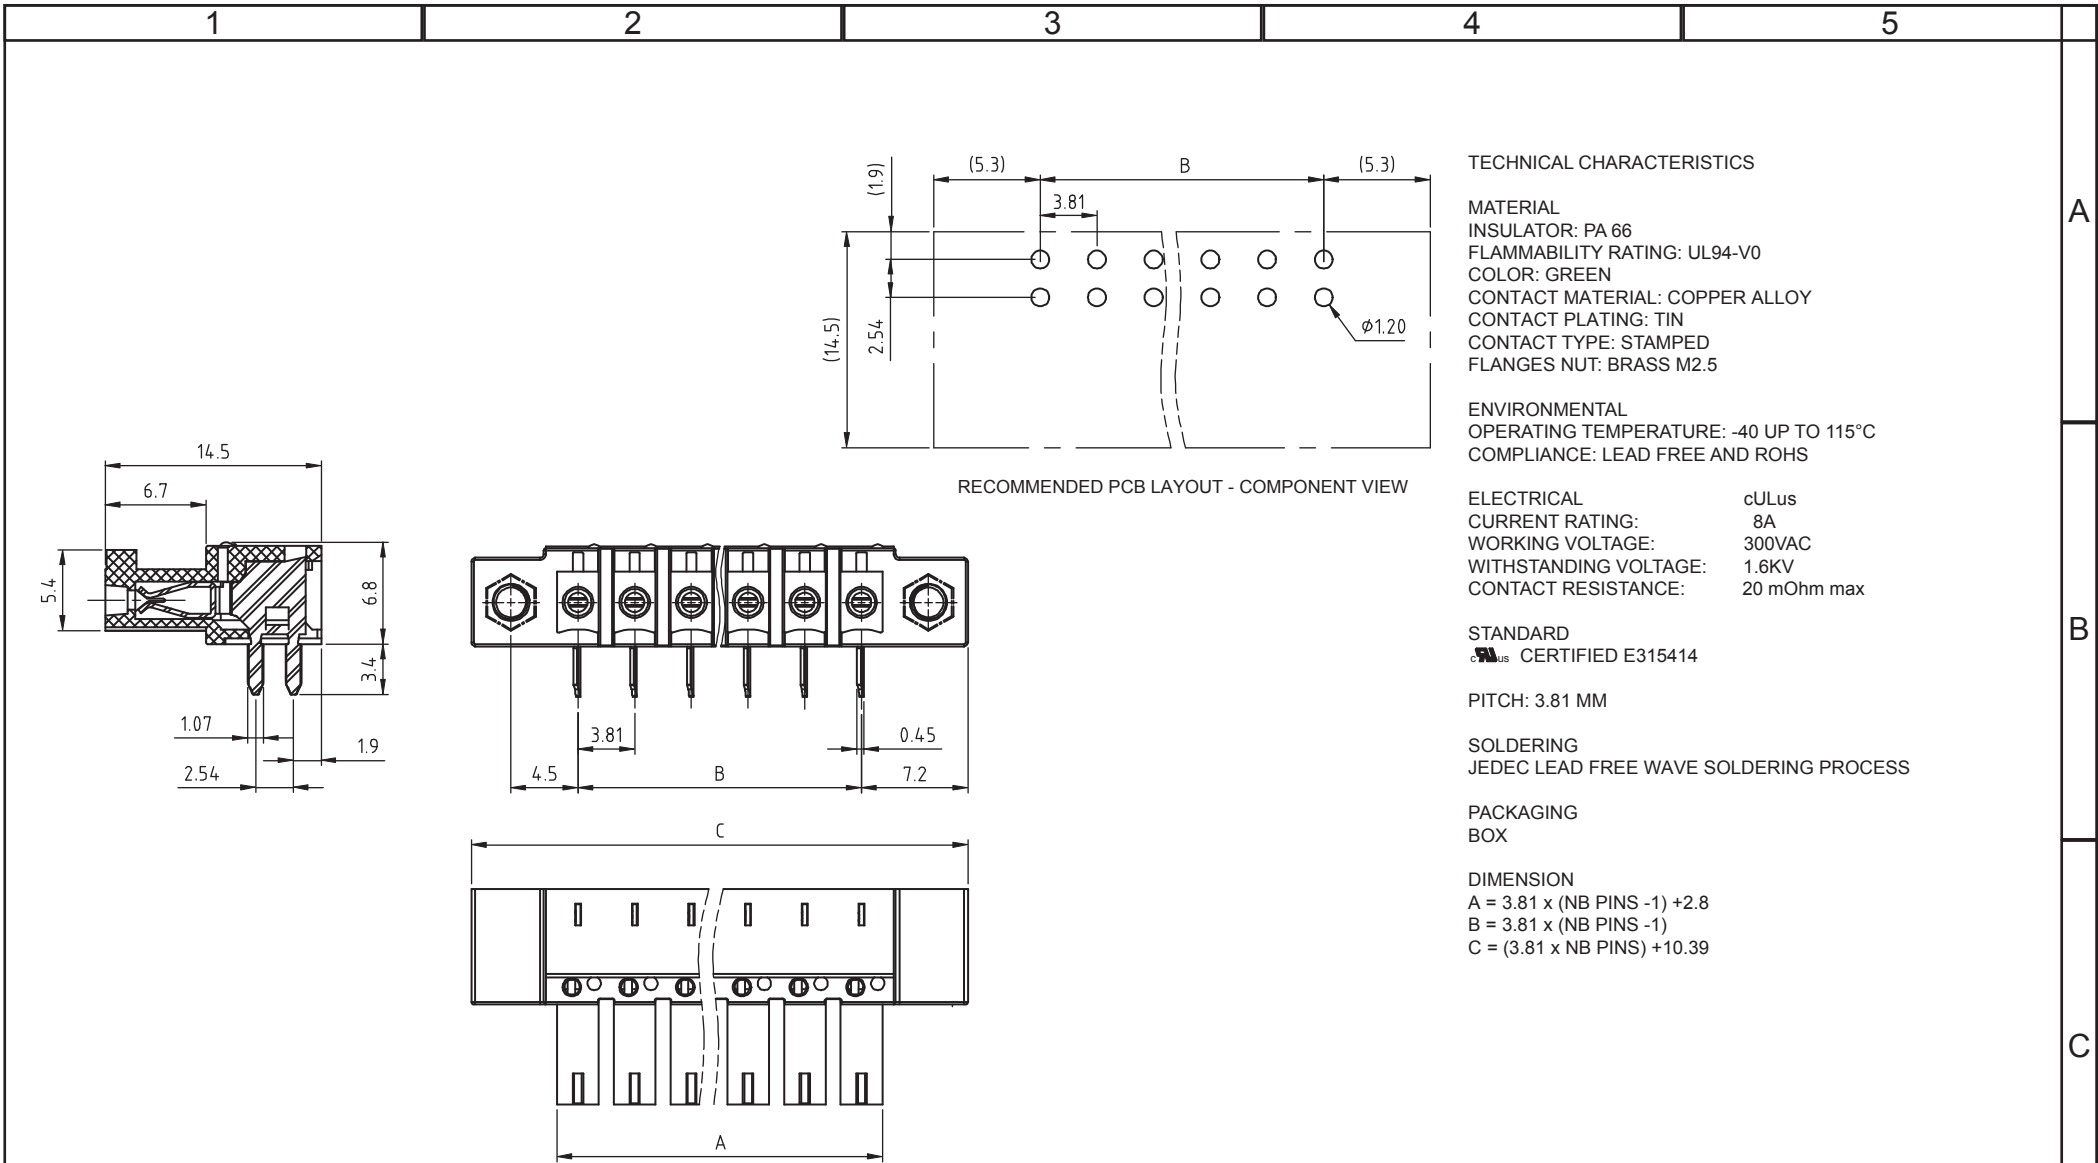 1 2 3 4 5
A
B
C
(5.3) B (5.3)
(1.9)
3.81
2.54
(14.5)
Ø1.20
RECOMMENDED PCB LAYOUT - COMPONENT VIEW
14.5
6.7
5.4
6.8
3.4
1.07
1.9
2.54
3.81
0.45
4.5 B 7.2
C
A
TECHNICAL CHARACTERISTICS
MATERIAL
INSULATOR: PA 66
FLAMMABILITY RATING: UL94-V0
COLOR: GREEN
CONTACT MATERIAL: COPPER ALLOY
CONTACT PLATING: TIN
CONTACT TYPE: STAMPED
FLANGES NUT: BRASS M2.5
ENVIRONMENTAL
OPERATING TEMPERATURE: -40 UP TO 115°C
COMPLIANCE: LEAD FREE AND ROHS
ELECTRICAL cULus
CURRENT RATING: 8A
WORKING VOLTAGE: 300VAC
WITHSTANDING VOLTAGE: 1.6KV
CONTACT RESISTANCE: 20 mOhm max
STANDARD
c us CERTIFIED E315414
PITCH: 3.81 MM
SOLDERING
JEDEC LEAD FREE WAVE SOLDERING PROCESS
PACKAGING
BOX
DIMENSION
A = 3.81 x (NB PINS -1) +2.8
B = 3.81 x (NB PINS -1)
C = (3.81 x NB PINS) +10.39